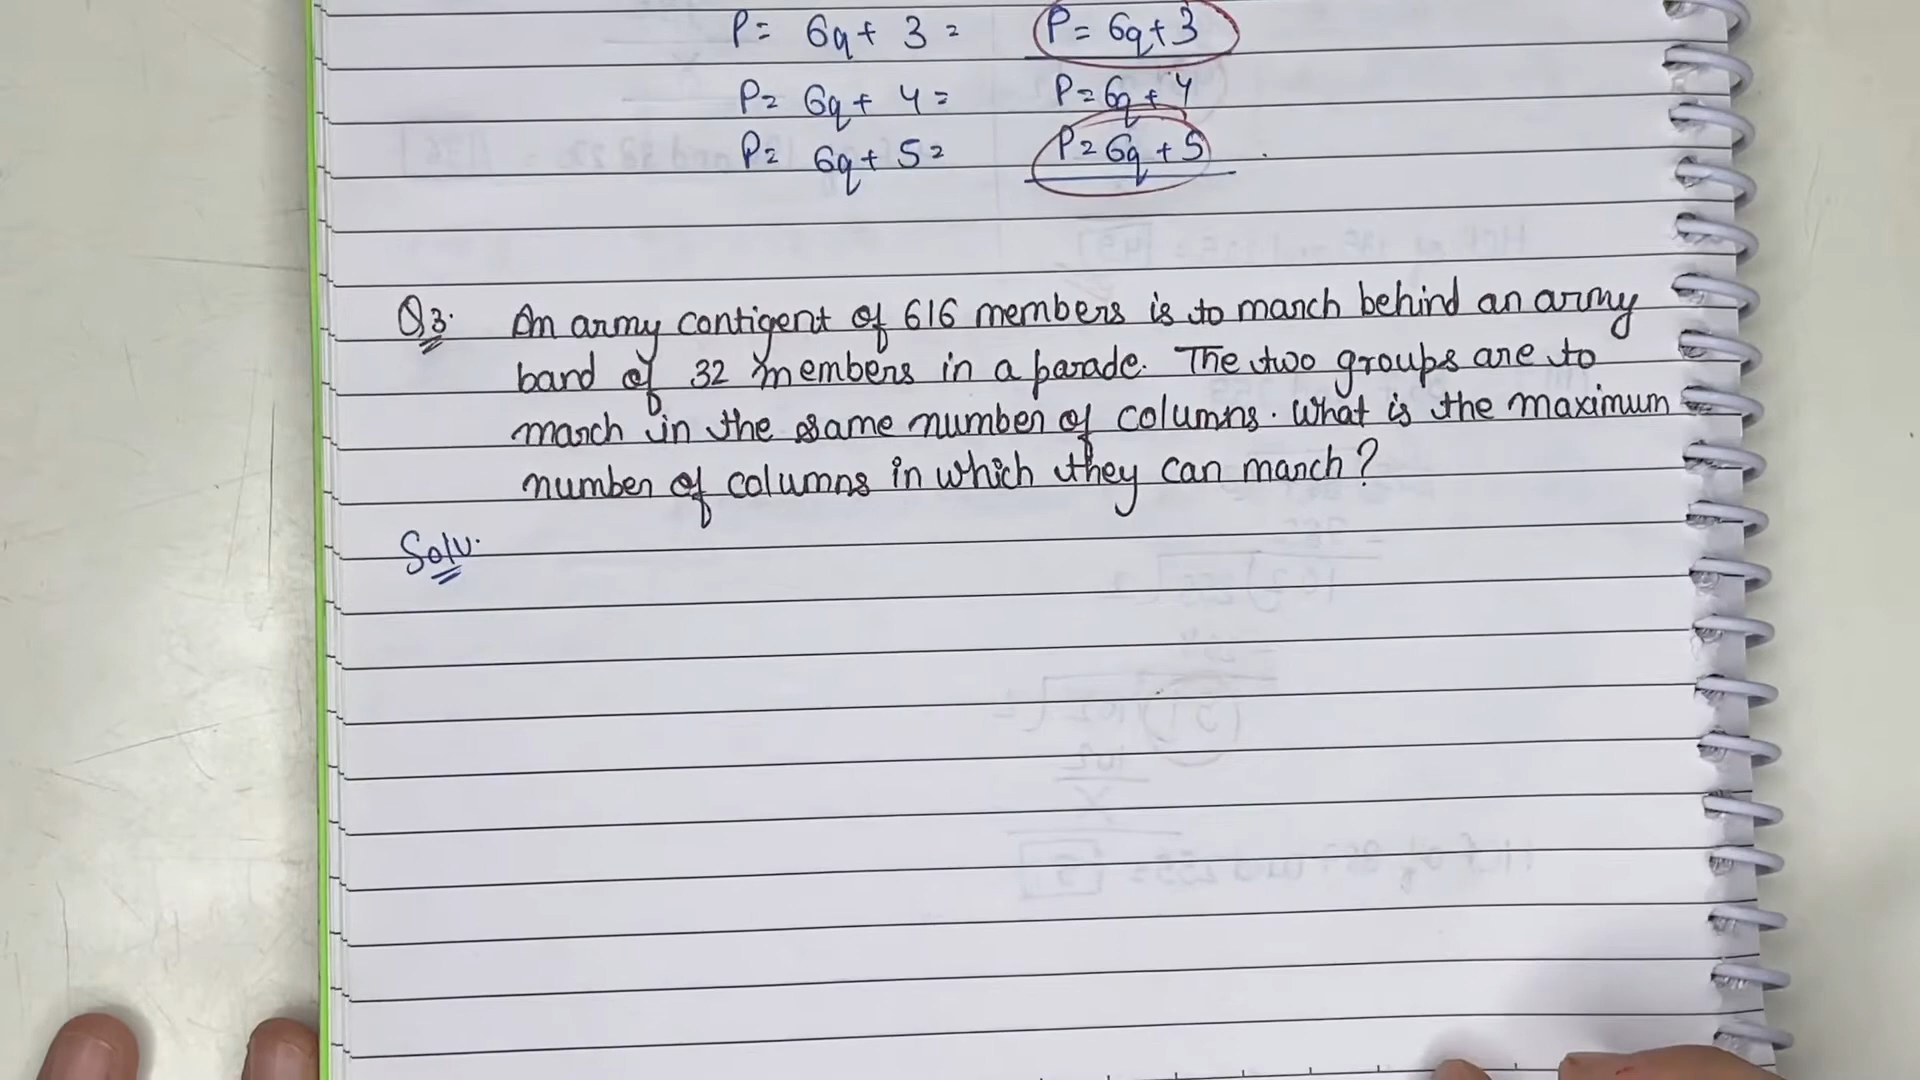 P= 6q+ 3 = P= 6q+3
P= 6q+ 4= P=6q+4
P= 6q+5= P=6q+5.
Q3. An army contigent of 616 members is to march behind an army
band of 32 members in a parade. The two groups are to
march in the same number of columns. What is the maximum
number of columns in which they can march?
Solu.